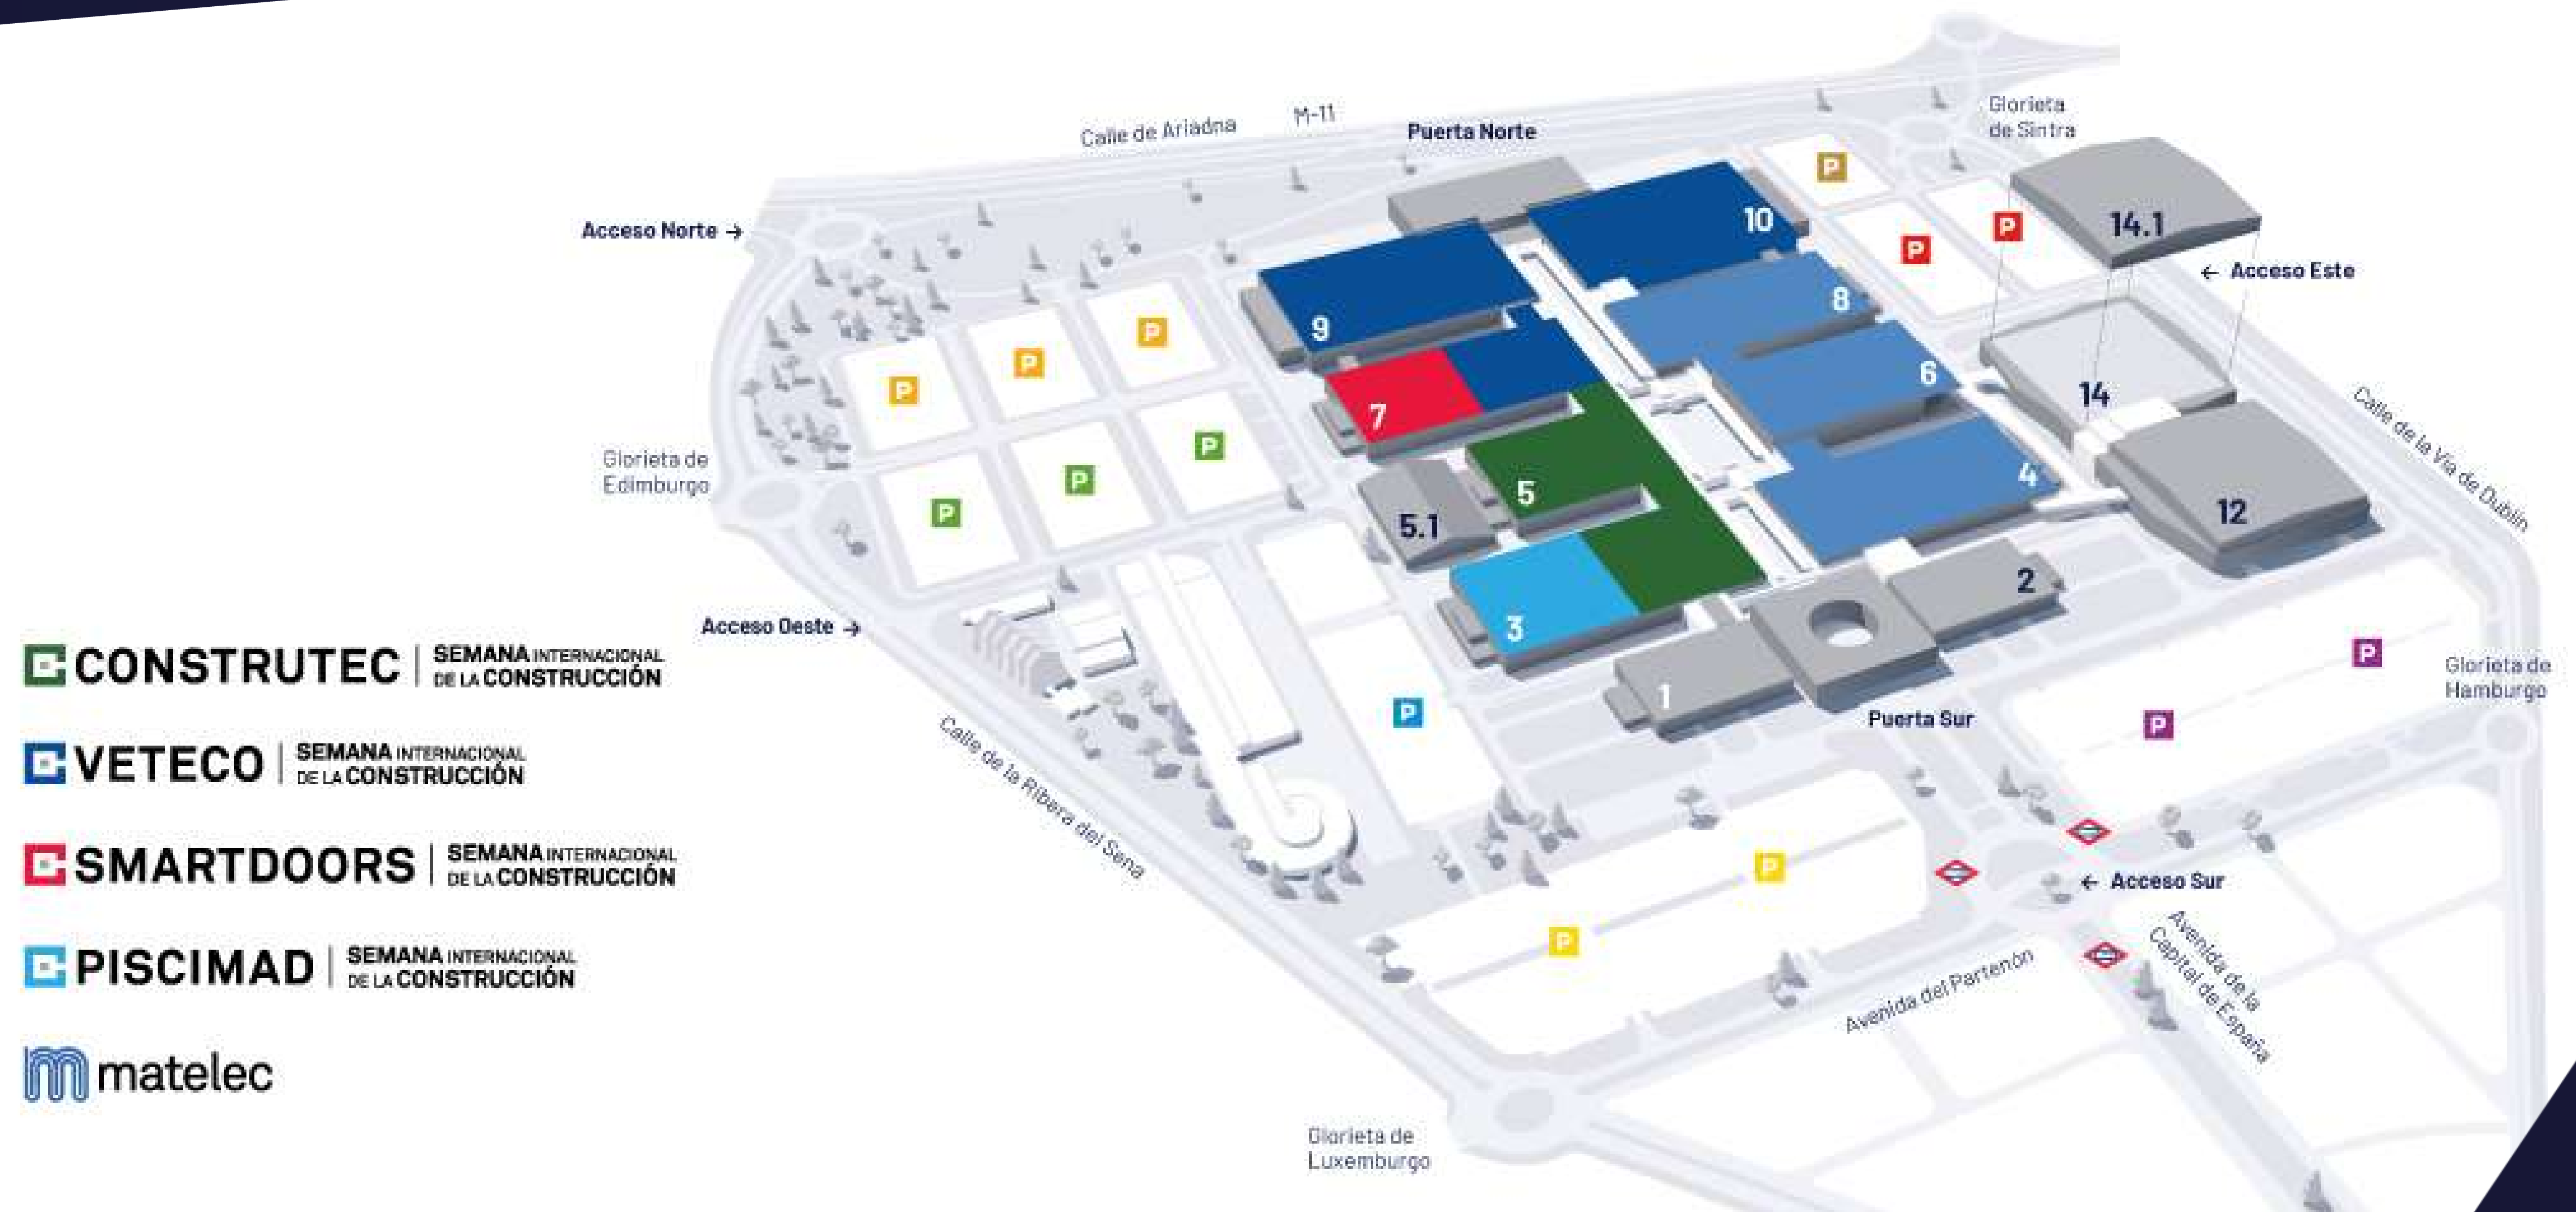 Calle de Ariadna
M-11
Puerta Norte
Glorieta
de Sintra
Acceso Norte →
← Acceso Este
P
P
P
P
P
P
P
P
P
10
14.1
9
8
7
6
14
5
4
5.1
12
3
2
1
Glorieta de
Edimburgo
Calle de la Vía de Dublín
Acceso Oeste →
CONSTRUTEC | SEMANA INTERNACIONAL
DE LA CONSTRUCCIÓN
VETECO | SEMANA INTERNACIONAL
DE LA CONSTRUCCIÓN
SMARTDOORS | SEMANA INTERNACIONAL
DE LA CONSTRUCCIÓN
PISCIMAD | SEMANA INTERNACIONAL
DE LA CONSTRUCCIÓN
m matelec
P
P
P
Glorieta de
Hamburgo
Puerta Sur
Calle de la Ribera del Sena
P
P
← Acceso Sur
Avenida del Partenón
Avenida de la
Capital de España
Glorieta de
Luxemburgo